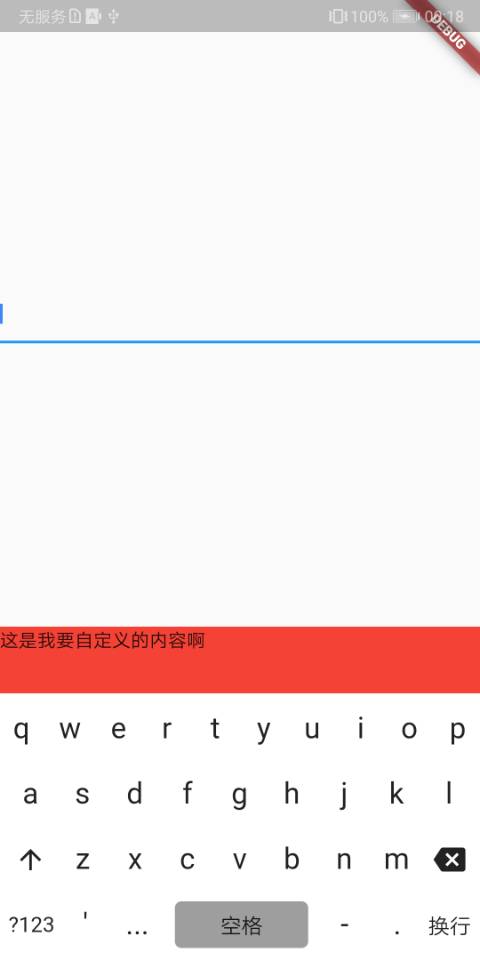 无服务 100% 00:18
DEBUG
这是我要自定义的内容啊
q w e r t y u i o p
a s d f g h j k l
z x c v b n m
?123 ' ... 空格 - . 换行